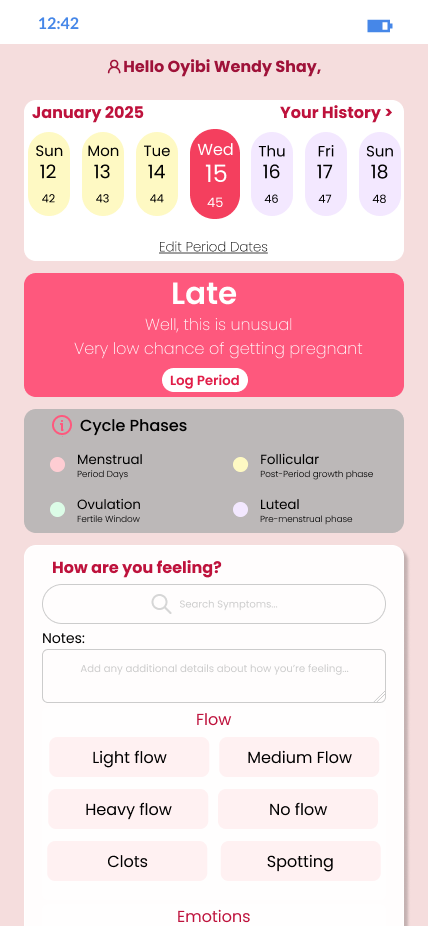 12:42
Hello Oyibi Wendy Shay,
January 2025 Your History >
Sun Mon Tue Wed Thu Fri Sun
12 13 14 15 16 17 18
42 43 44 45 46 47 48
Edit Period Dates
Late
Well, this is unusual
Very low chance of getting pregnant
Log Period
Cycle Phases
Menstrual
Period Days
Follicular
Post-Period growth phase
Ovulation
Fertile Window
Luteal
Pre-menstrual phase
How are you feeling?
Search Symptoms...
Notes:
Add any additional details about how you're feeling...
Flow
Light flow Medium Flow
Heavy flow No flow
Clots Spotting
Emotions